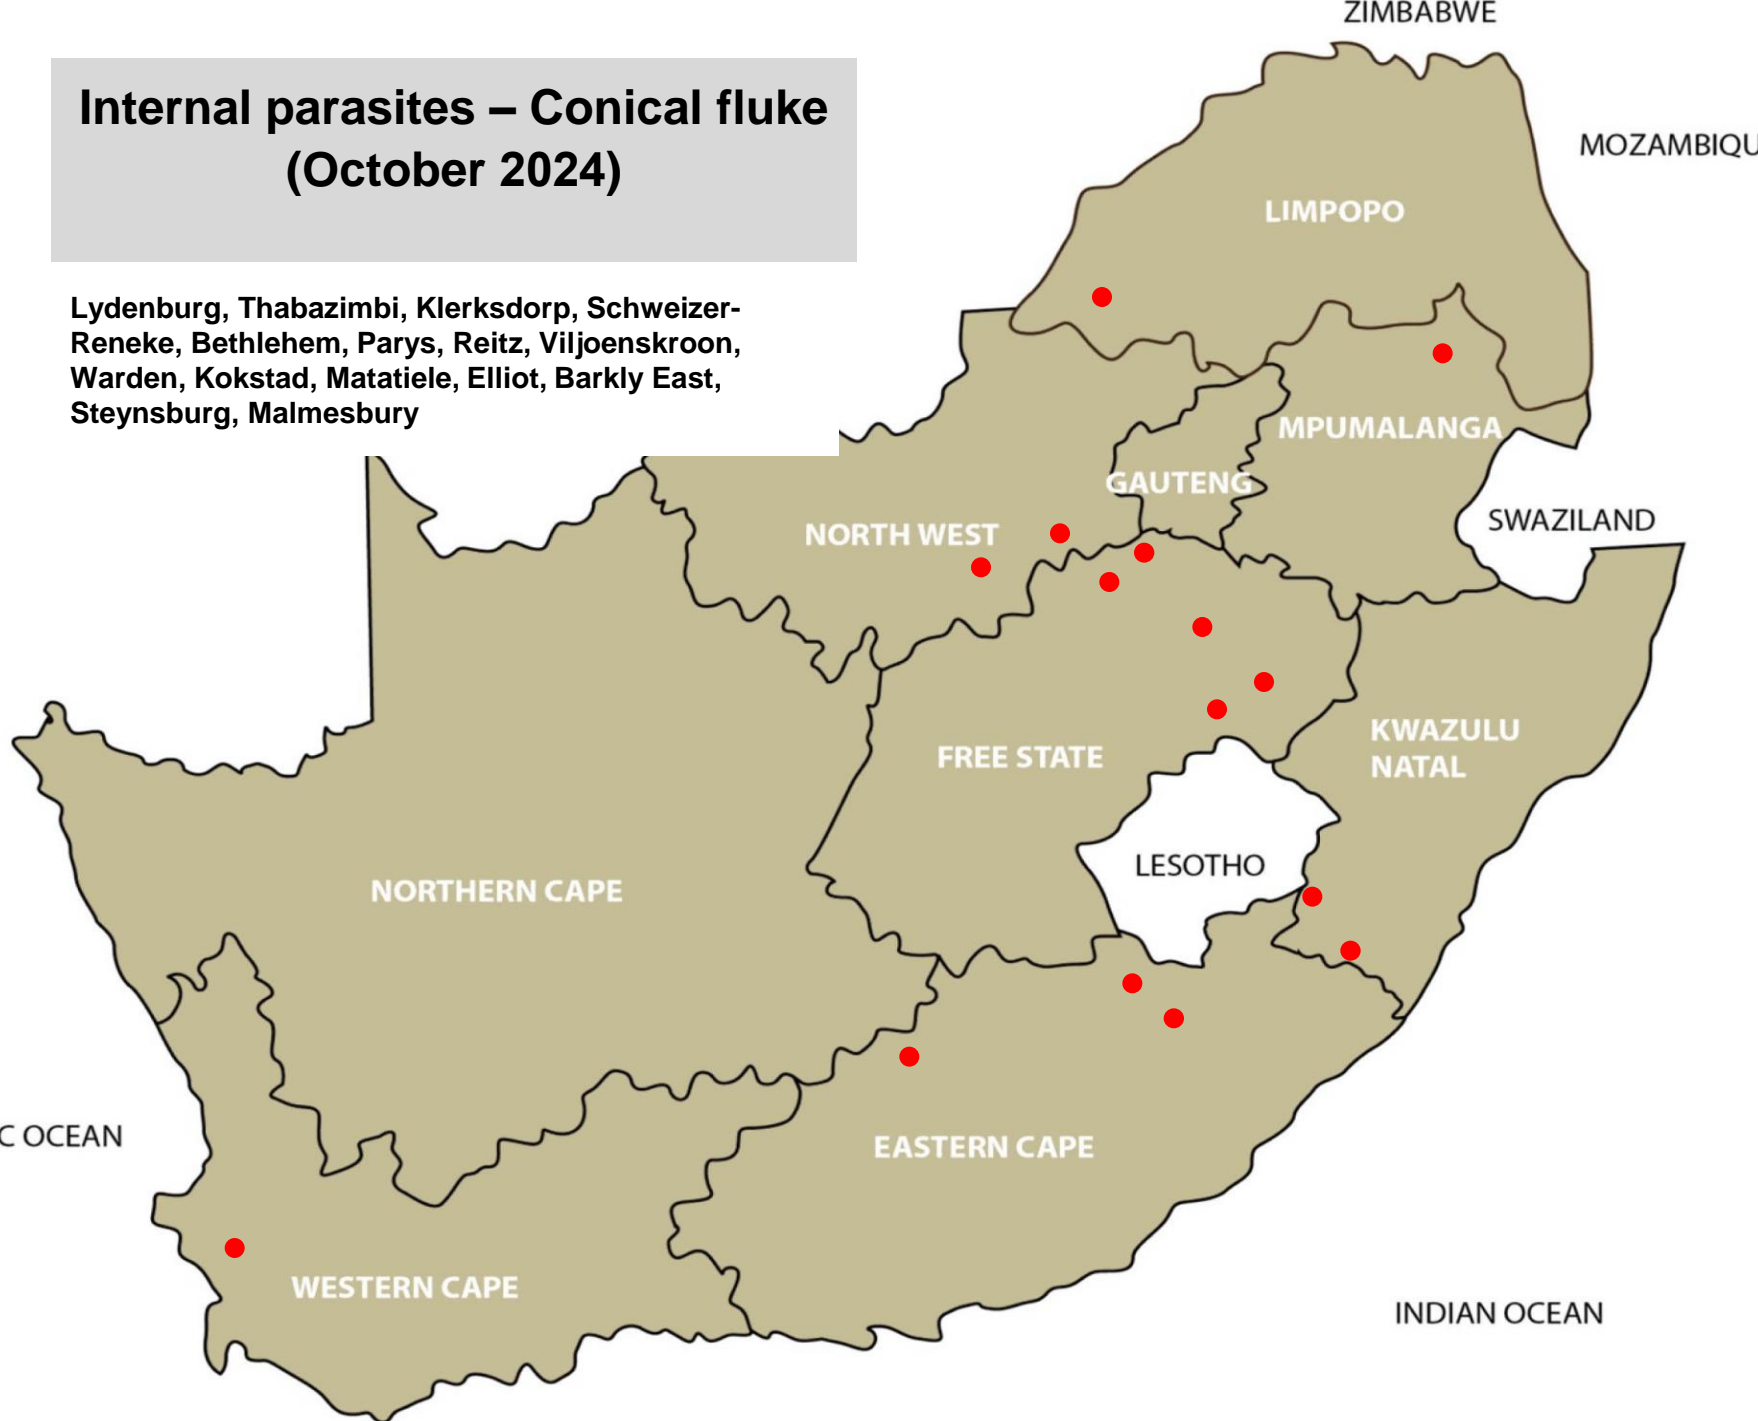 ZIMBABWE
Internal parasites – Conical fluke
(October 2024)
MOZAMBIQU
LIMPOPO
Lydenburg, Thabazimbi, Klerksdorp, Schweizer-
Reneke, Bethlehem, Parys, Reitz, Viljoenskroon,
Warden, Kokstad, Matatiele, Elliot, Barkly East,
Steynsburg, Malmesbury
MPUMALANGA
GAUTENG
SWAZILAND
NORTH WEST
KWAZULU
NATAL
FREE STATE
LESOTHO
NORTHERN CAPE
C OCEAN
EASTERN CAPE
WESTERN CAPE
INDIAN OCEAN